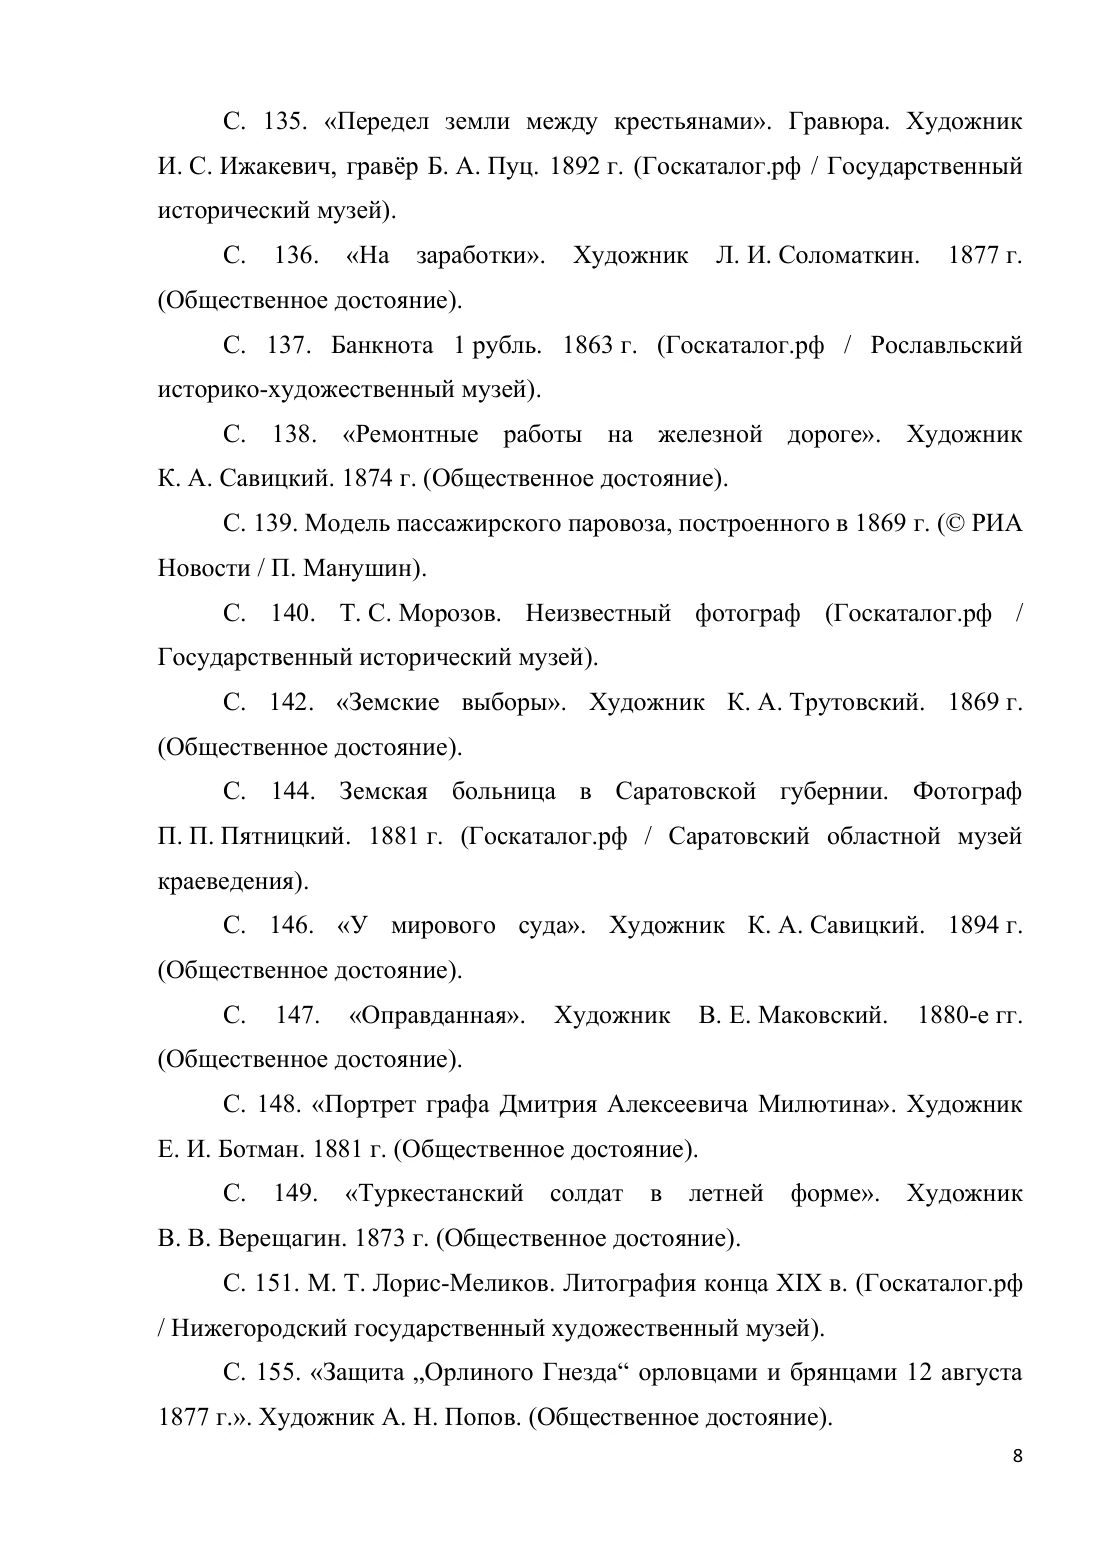 С. 135. «Передел земли между крестьянами». Гравюра. Художник
И. С. Ижакевич, гравёр Б. А. Пуц. 1892 г. (Госкаталог.рф / Государственный
исторический музей).
С. 136. «На заработки». Художник Л. И. Соломаткин. 1877 г.
(Общественное достояние).
С. 137. Банкнота 1 рубль. 1863 г. (Госкаталог.рф / Рославльский
историко-художественный музей).
С. 138. «Ремонтные работы на железной дороге». Художник
К. А. Савицкий. 1874 г. (Общественное достояние).
С. 139. Модель пассажирского паровоза, построенного в 1869 г. (© РИА
Новости / П. Манушин).
С. 140. Т. С. Морозов. Неизвестный фотограф (Госкаталог.рф /
Государственный исторический музей).
С. 142. «Земские выборы». Художник К. А. Трутовский. 1869 г.
(Общественное достояние).
С. 144. Земская больница в Саратовской губернии. Фотограф
П. П. Пятницкий. 1881 г. (Госкаталог.рф / Саратовский областной музей
краеведения).
С. 146. «У мирового суда». Художник К. А. Савицкий. 1894 г.
(Общественное достояние).
С. 147. «Оправданная». Художник В. Е. Маковский. 1880-е гг.
(Общественное достояние).
С. 148. «Портрет графа Дмитрия Алексеевича Милютина». Художник
Е. И. Ботман. 1881 г. (Общественное достояние).
С. 149. «Туркестанский солдат в летней форме». Художник
В. В. Верещагин. 1873 г. (Общественное достояние).
С. 151. М. Т. Лорис-Меликов. Литография конца XIX в. (Госкаталог.рф
/ Нижегородский государственный художественный музей).
С. 155. «Защита „Орлиного Гнезда“ орловцами и брянцами 12 августа
1877 г.». Художник А. Н. Попов. (Общественное достояние).
8